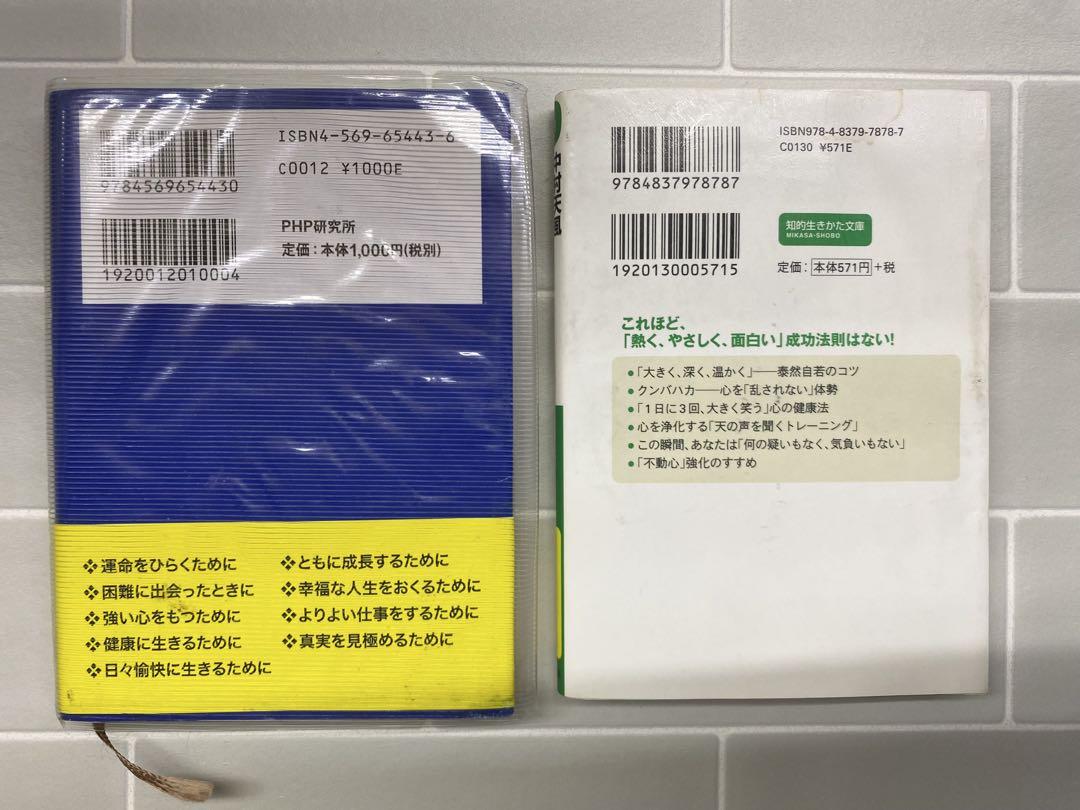 ISBN4-569-65443-6
C0012 ¥1000E
9784569654430
PHP研究所
定価：本体1,000円(税別)
1920012010004
❖運命をひらくために
❖困難に出会ったときに
❖強い心をもつために
❖健康に生きるために
❖日々愉快に生きるために
❖ともに成長するために
❖幸福な人生をおくるために
❖よりよい仕事をするために
❖真実を見極めるために
中村天風
ISBN978-4-8379-7878-7
C0130 ¥571E
9784837978787
知的生きかた文庫
MIKASA-SHOBO
1920130005715
定価：本体571円+税
これほど、
「熱く、やさしく、面白い」成功法則はない!
●「大きく、深く、温かく」――泰然自若のコツ
●クンバハカ――心を「乱されない」体勢
●「1日に3回、大きく笑う」心の健康法
●心を浄化する「天の声を聞くトレーニング」
●この瞬間、あなたは「何の疑いもなく、気負いもない」
●「不動心」強化のすすめ